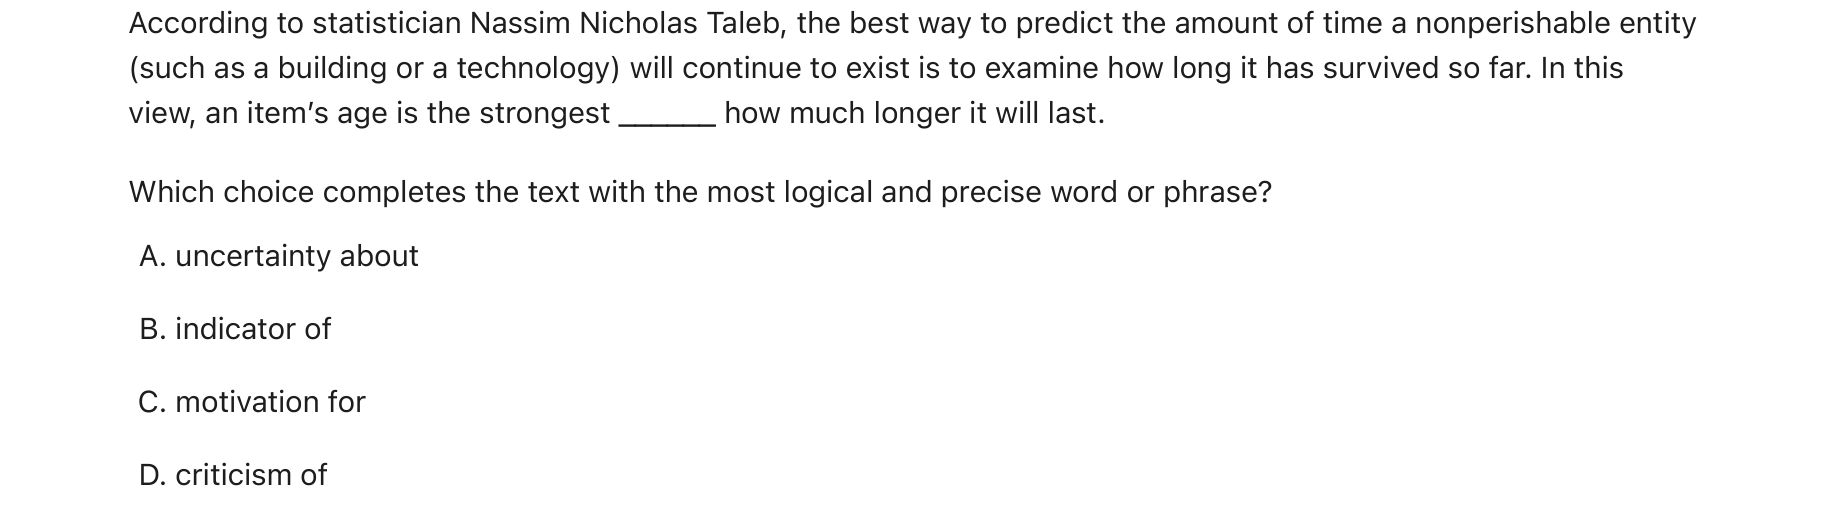 According to statistician Nassim Nicholas Taleb, the best way to predict the amount of time a nonperishable entity
(such as a building or a technology) will continue to exist is to examine how long it has survived so far. In this
view, an item’s age is the strongest ______ how much longer it will last.
Which choice completes the text with the most logical and precise word or phrase?
A. uncertainty about
B. indicator of
C. motivation for
D. criticism of